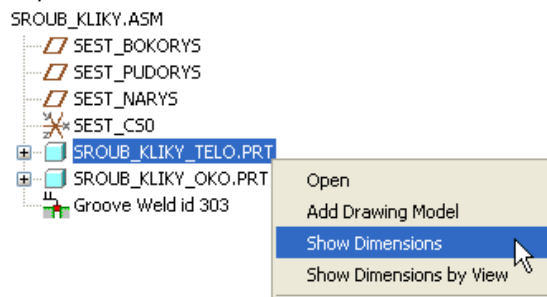 SROUB_KLIKY.ASM
SEST_BOKORYS
SEST_PUDORYS
SEST_NARYS
SEST_CS0
SROUB_KLIKY_TELO.PRT
SROUB_KLIKY_OKO.PRT
Groove Weld id 303
Open
Add Drawing Model
Show Dimensions
Show Dimensions by View